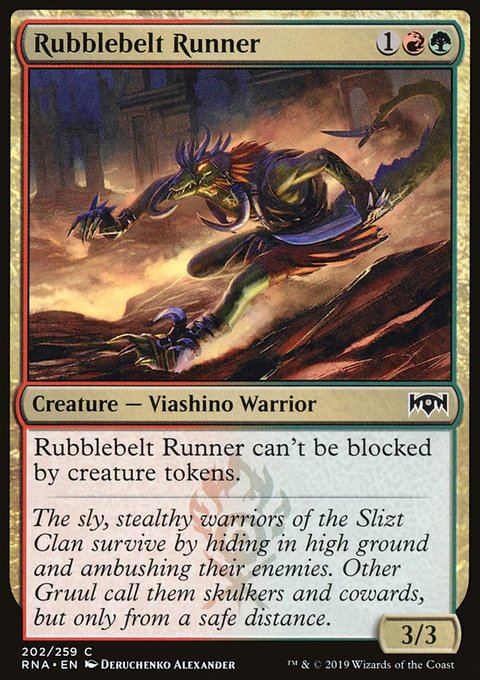 Rubblebelt Runner 1
Creature — Viashino Warrior
Rubblebelt Runner can't be blocked
by creature tokens.
The sly, stealthy warriors of the Slizt
Clan survive by hiding in high ground
and ambushing their enemies. Other
Gruul call them skulkers and cowards,
but only from a safe distance.
3/3
202/259 C
RNA • EN Deruchenko Alexander
™ & © 2019 Wizards of the Coast